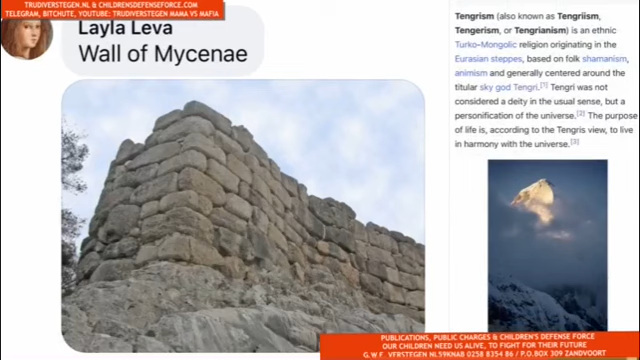 TRUDIVERSTEGEN.NL & CHILDRENSDEFENSEFORCE.COM
TELEGRAM, BITCHUTE, YOUTUBE: TRUDIVERSTEGEN MAMA VS MAFIA
Layla Leva
Wall of Mycenae
Tengrism (also known as Tengriism,
Tengerism, or Tengrianism) is an ethnic
Turko-Mongolic religion originating in the
Eurasian steppes, based on folk shamanism,
animism and generally centered around the
titular sky god Tengri.[1] Tengri was not
considered a deity in the usual sense, but a
personification of the universe.[2] The purpose
of life is, according to the Tengris view, to live
in harmony with the universe.[3]
PUBLICATIONS, PUBLIC CHARGES & CHILDREN'S DEFENSE FORCE
OUR CHILDREN NEED US ALIVE, TO FIGHT FOR THEIR FUTURE
G.W.F VERSTEGEN NL59KNAB 0258 8354 86 / P.O.BOX 309 ZANDVOORT